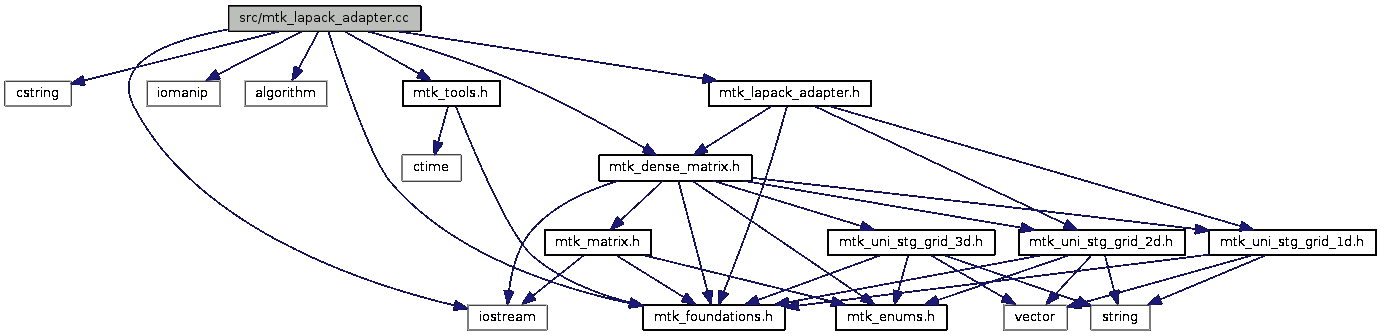 src/mtk_lapack_adapter.cc
cstring
iomanip
algorithm
mtk_tools.h
mtk_lapack_adapter.h
ctime
mtk_dense_matrix.h
mtk_matrix.h
mtk_uni_stg_grid_3d.h
mtk_uni_stg_grid_2d.h
mtk_uni_stg_grid_1d.h
iostream
mtk_foundations.h
mtk_enums.h
vector
string